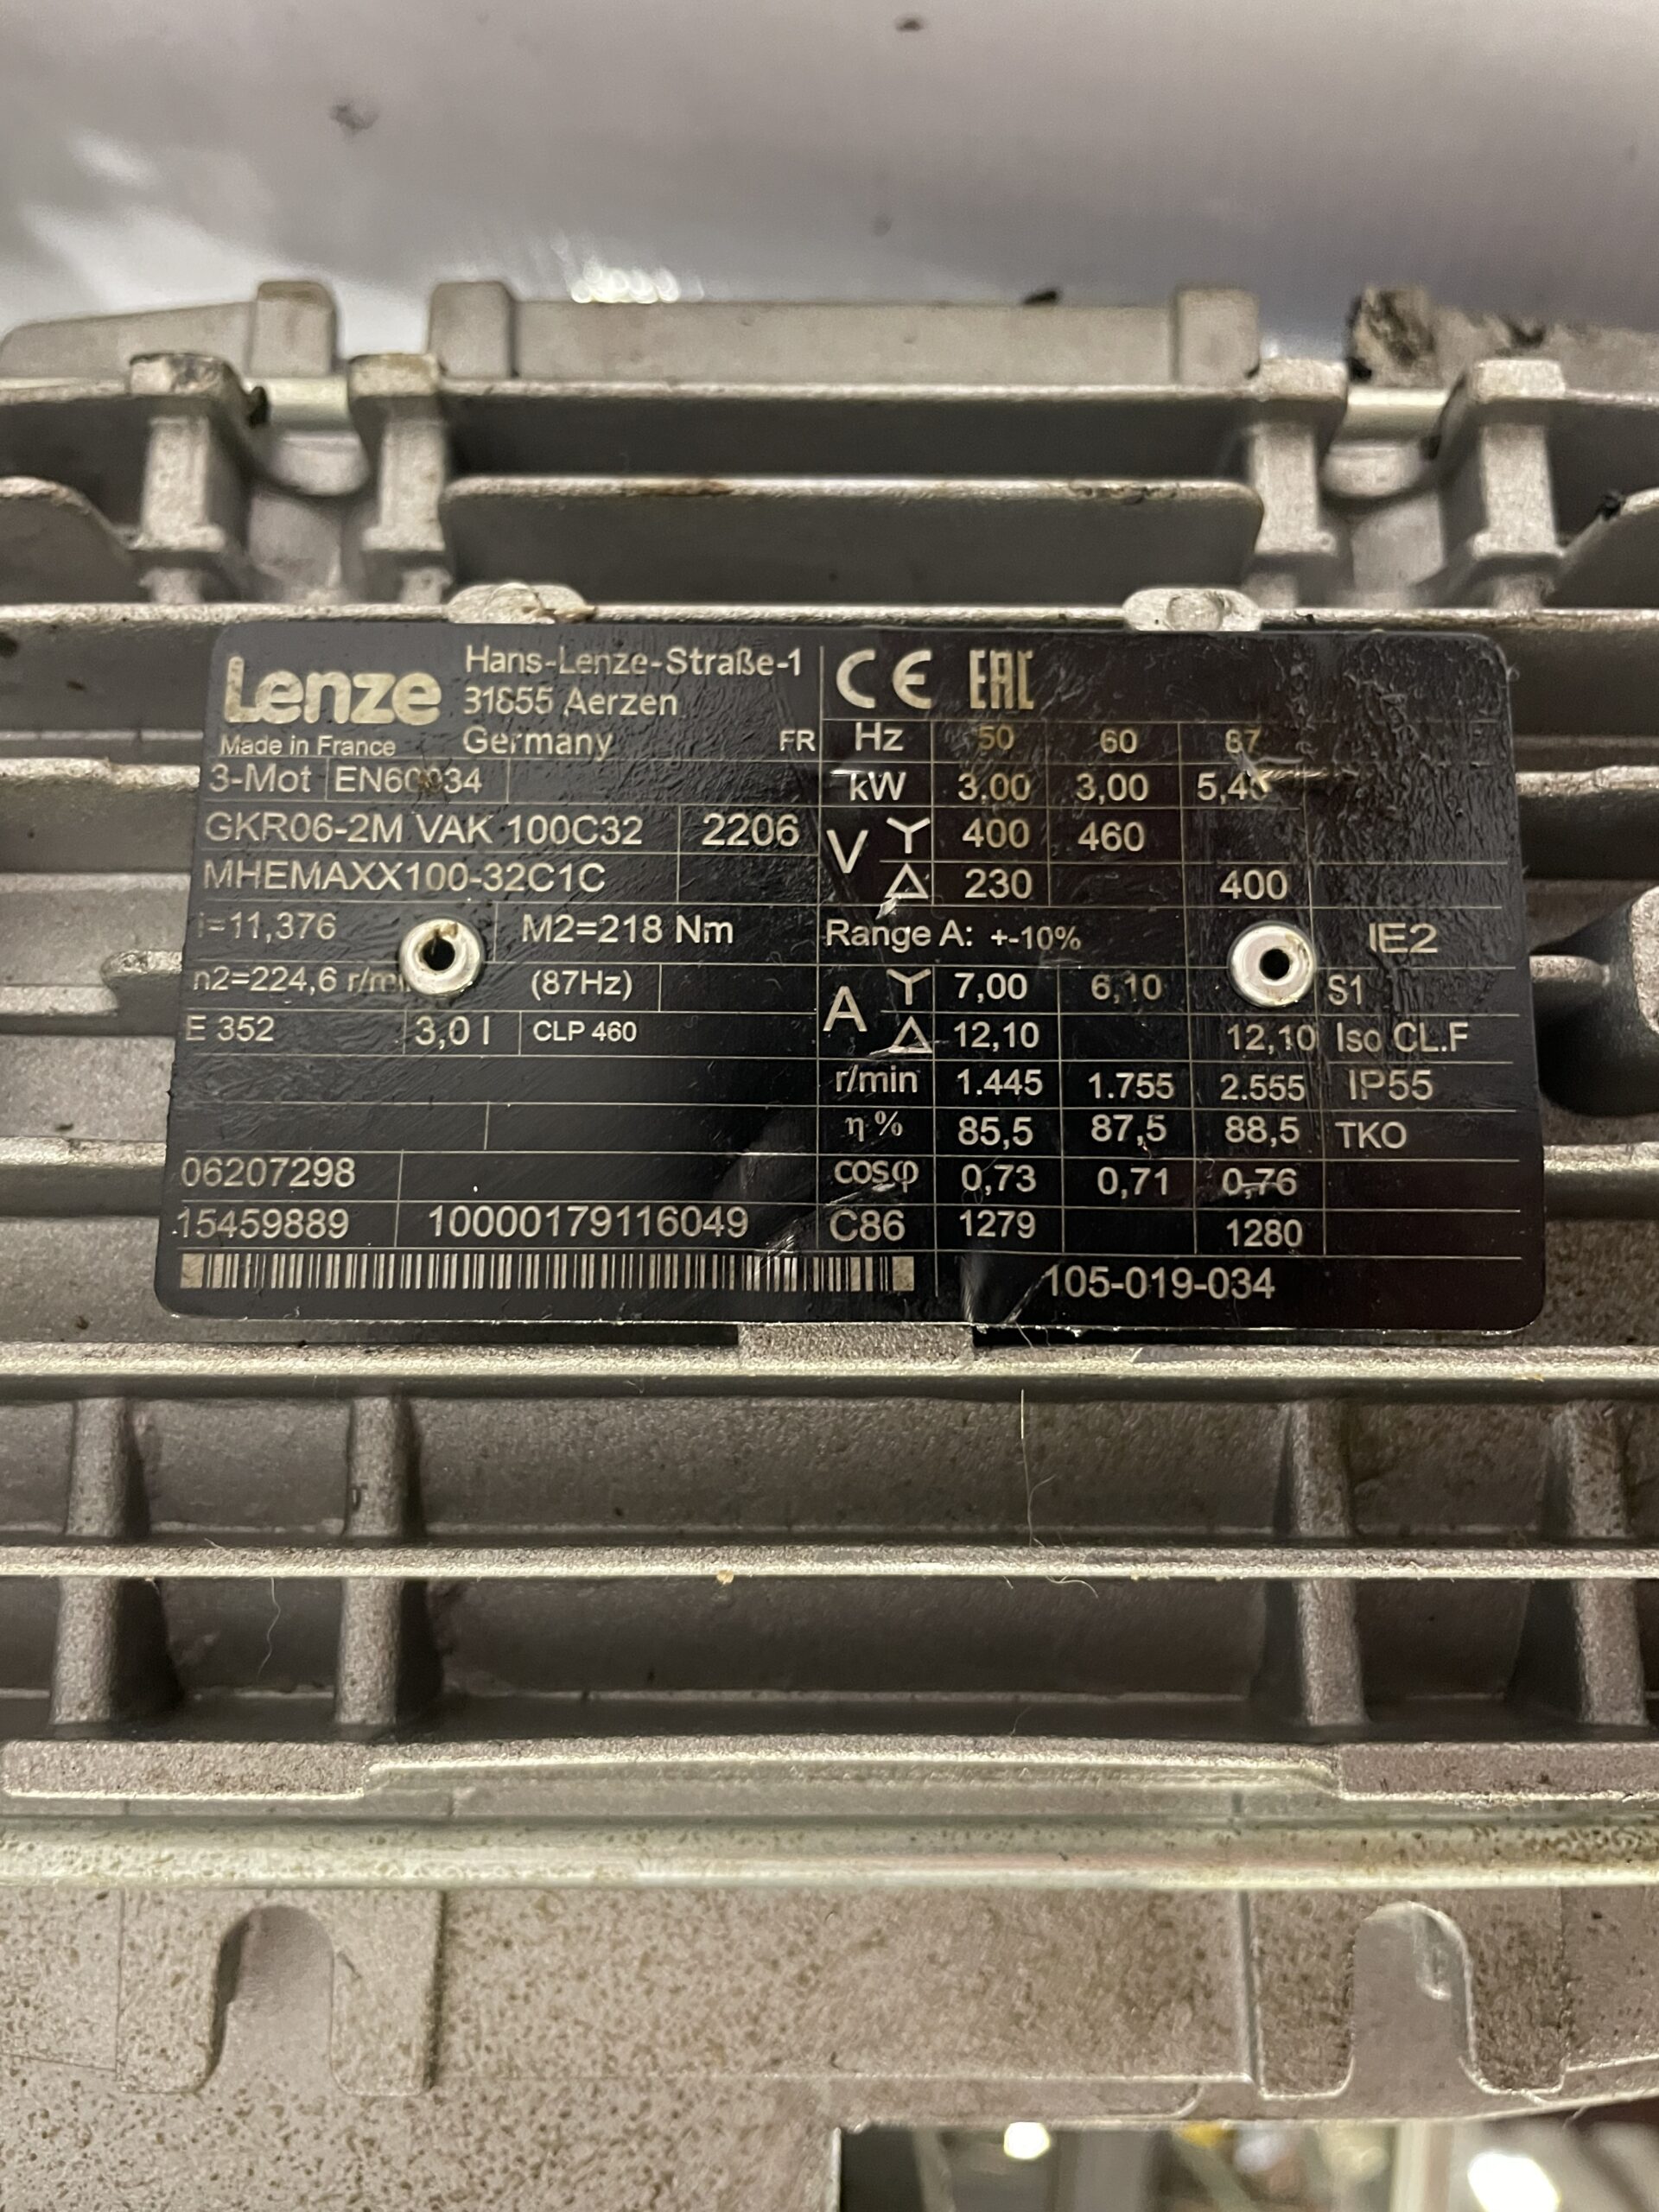 Lenze
Hans-Lenze-Straße-1
31855 Aerzen
Germany
Made in France
FR
CE EAC
3-Mot EN60034
GKR06-2M VAK 100C32 2206
MHEMAXX100-32C1C
i=11,376 M2=218 Nm
n2=224,6 (87Hz)
E 352 3,0 l CLP 460
06207298
15459889 10000179116049
Hz 50 60 87
kW 3,00 3,00
V Y 400 460
△ 230 400
Range A: +-10% IE2
A Y 7,00 6,10 S1
△ 12,10 12,10 Iso CL.F
r/min 1.445 1.755 2.555 IP55
η% 85,5 87,5 88,5 TKO
cosφ 0,73 0,71 0,76
C86 1279 1280
105-019-034